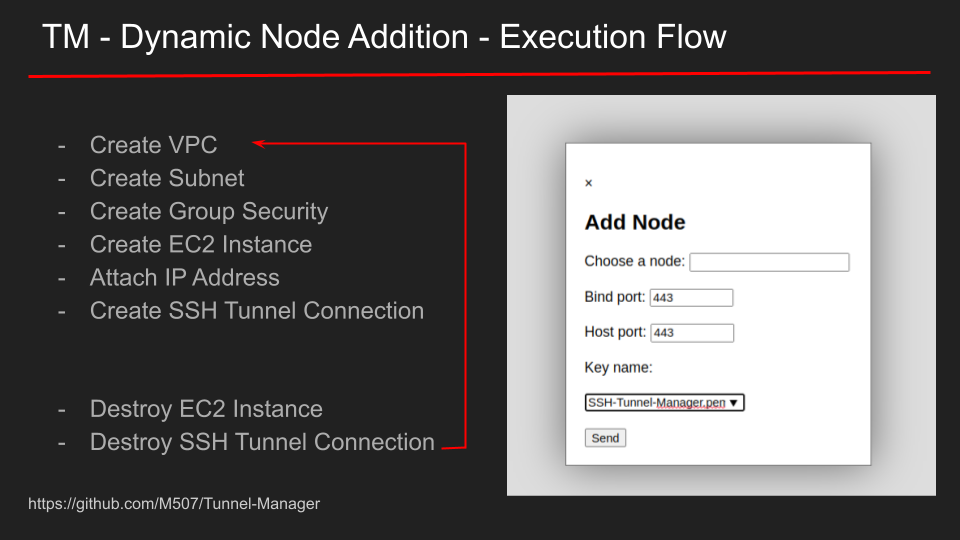 TM - Dynamic Node Addition - Execution Flow
- Create VPC
- Create Subnet
- Create Group Security
- Create EC2 Instance
- Attach IP Address
- Create SSH Tunnel Connection
- Destroy EC2 Instance
- Destroy SSH Tunnel Connection
https://github.com/M507/Tunnel-Manager
×
Add Node
Choose a node:
Bind port: 443
Host port: 443
Key name:
SSH-Tunnel-Manager.pen ▼
Send